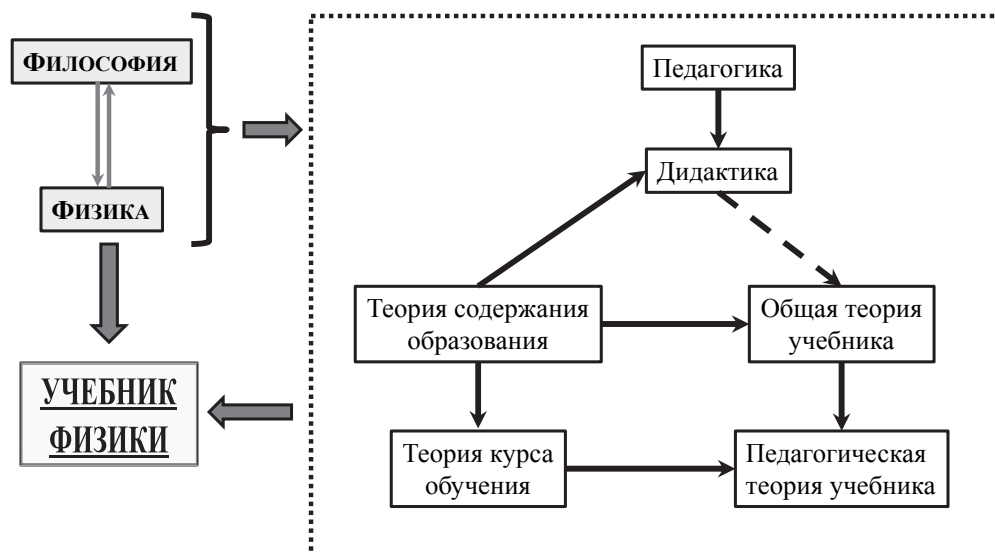 ФИЛОСОФИЯ
ФИЗИКА
УЧЕБНИК
ФИЗИКИ
Педагогика
Дидактика
Теория содержания
образования
Общая теория
учебника
Теория курса
обучения
Педагогическая
теория учебника